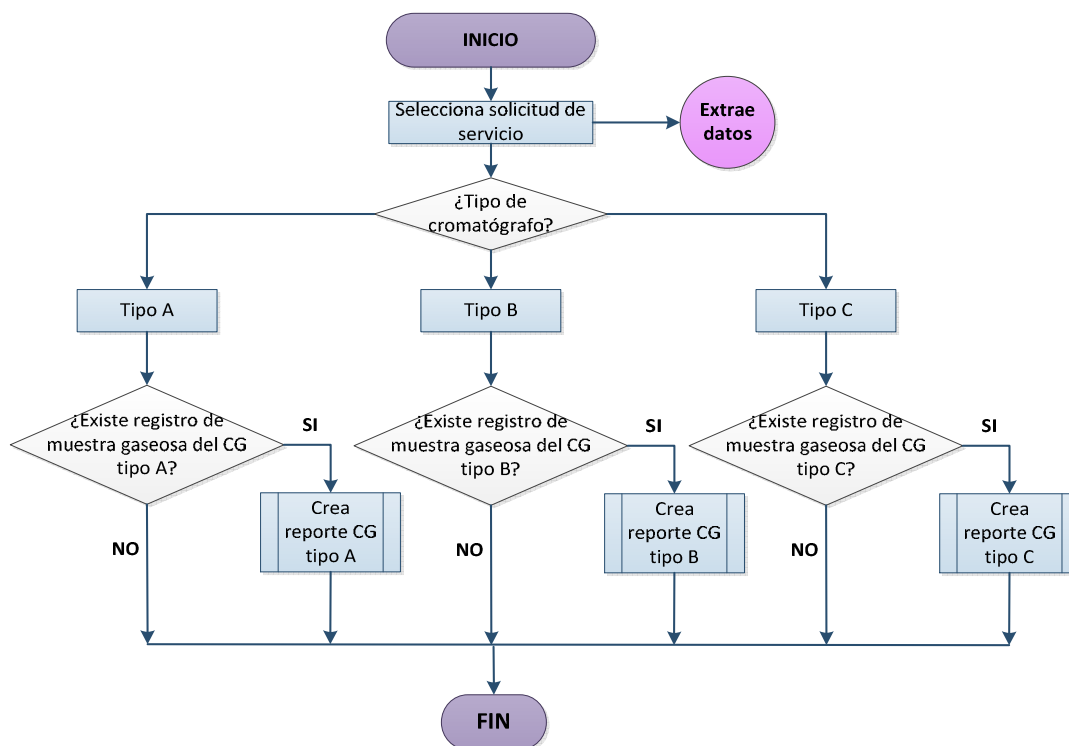 INICIO
Selecciona solicitud de
servicio
Extrae
datos
¿Tipo de
cromatógrafo?
Tipo A
Tipo B
Tipo C
¿Existe registro de
muestra gaseosa del CG
tipo A?
SI
¿Existe registro de
muestra gaseosa del CG
tipo B?
SI
¿Existe registro de
muestra gaseosa del CG
tipo C?
SI
NO
Crea
reporte CG
tipo A
NO
Crea
reporte CG
tipo B
NO
Crea
reporte CG
tipo C
FIN